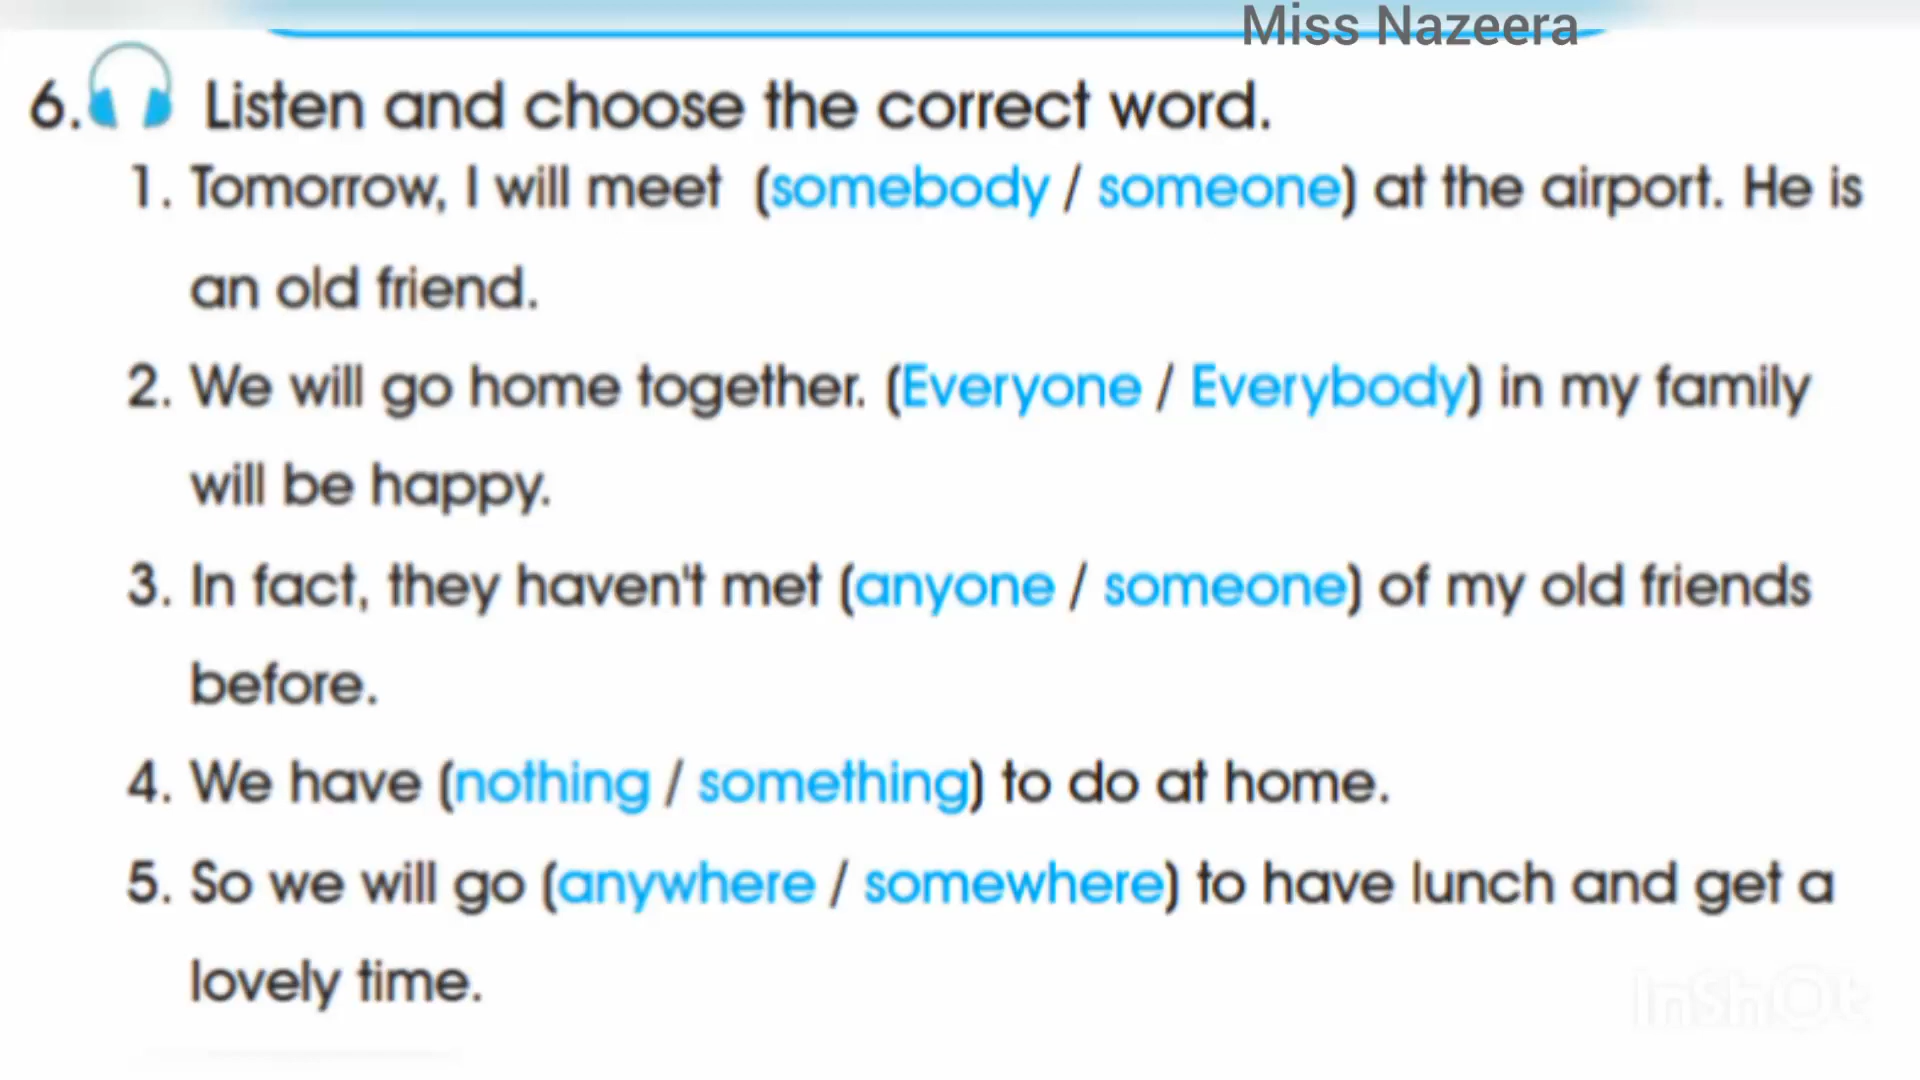 Miss Nazeera
6. Listen and choose the correct word.
1. Tomorrow, I will meet (somebody / someone) at the airport. He is
an old friend.
2. We will go home together. (Everyone / Everybody) in my family
will be happy.
3. In fact, they haven't met (anyone / someone) of my old friends
before.
4. We have (nothing / something) to do at home.
5. So we will go (anywhere / somewhere) to have lunch and get a
lovely time.
InShOt